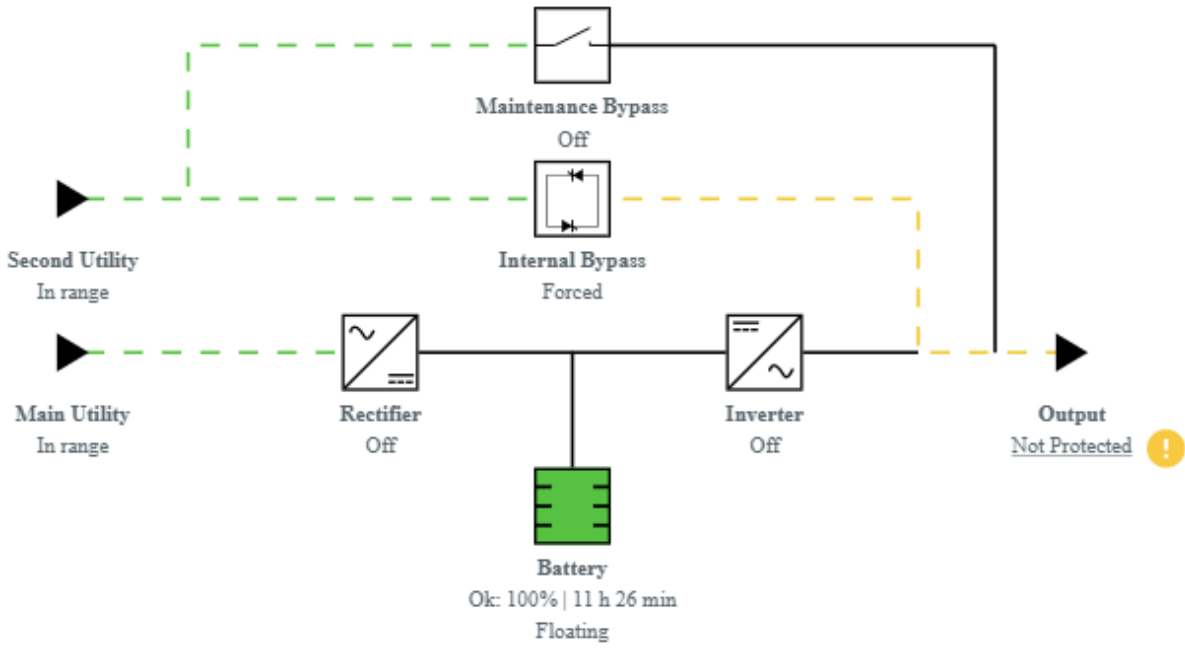 Maintenance Bypass
Off
Second Utility
In range
Internal Bypass
Forced
Main Utility
In range
Rectifier
Off
Inverter
Off
Output
Not Protected
!
Battery
Ok: 100% | 11 h 26 min
Floating